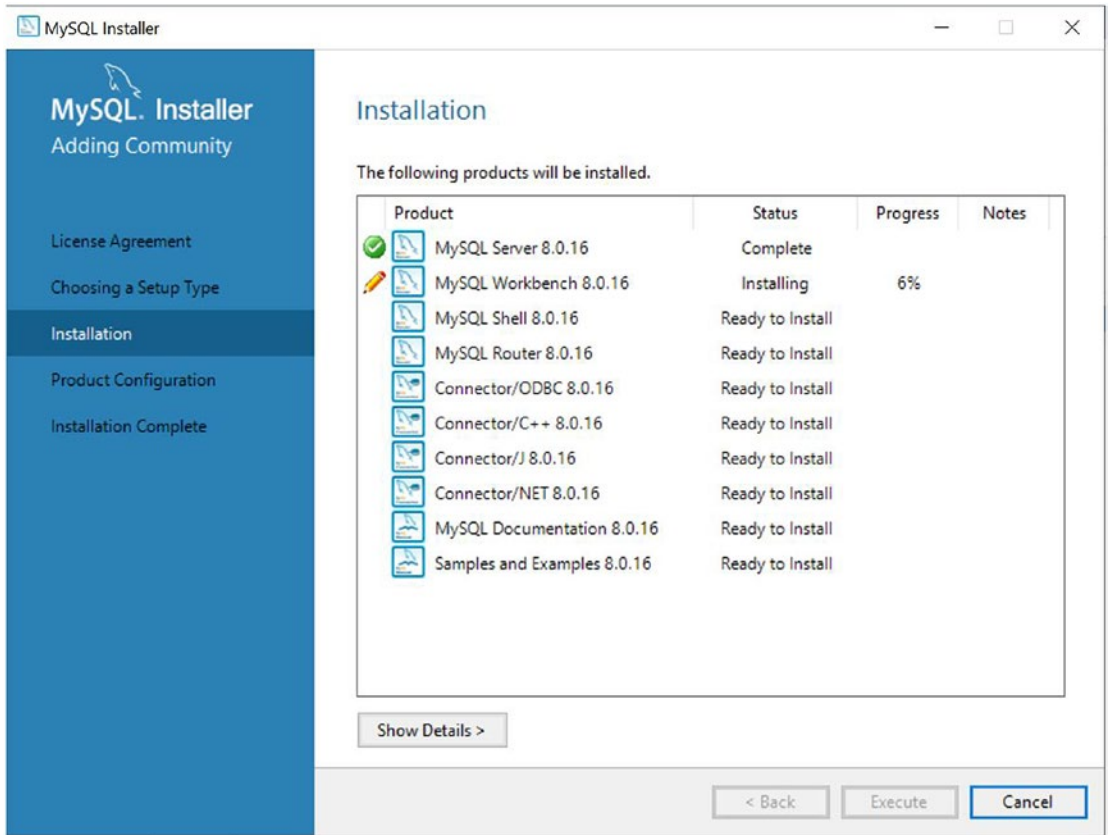 MySQL Installer
MySQL. Installer
Adding Community
License Agreement
Choosing a Setup Type
Installation
Product Configuration
Installation Complete
Installation
The following products will be installed.
Product Status Progress Notes
MySQL Server 8.0.16 Complete
MySQL Workbench 8.0.16 Installing 6%
MySQL Shell 8.0.16 Ready to Install
MySQL Router 8.0.16 Ready to Install
Connector/ODBC 8.0.16 Ready to Install
Connector/C++ 8.0.16 Ready to Install
Connector/J 8.0.16 Ready to Install
Connector/NET 8.0.16 Ready to Install
MySQL Documentation 8.0.16 Ready to Install
Samples and Examples 8.0.16 Ready to Install
Show Details >
< Back Execute Cancel